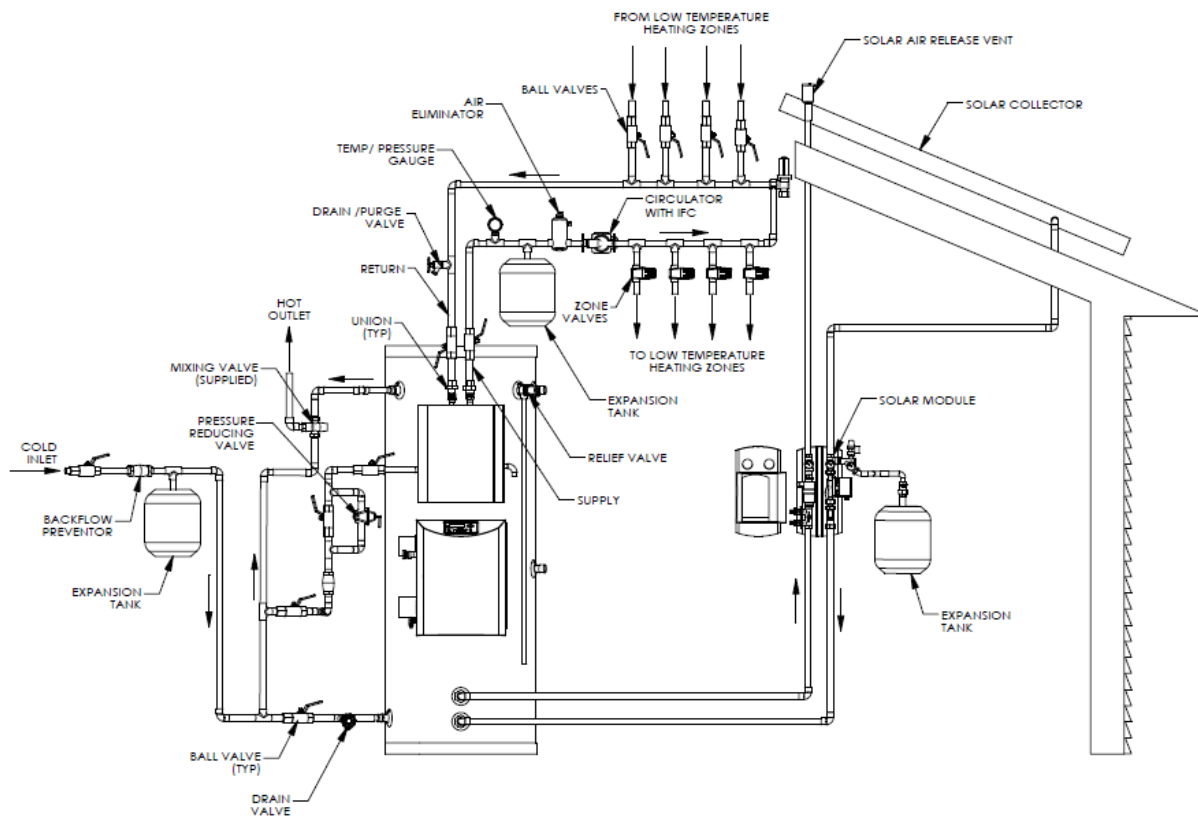 FROM LOW TEMPERATURE
HEATING ZONES
SOLAR AIR RELEASE VENT
BALL VALVES
SOLAR COLLECTOR
AIR
ELIMINATOR
TEMP/ PRESSURE
GAUGE
CIRCULATOR
WITH IFC
DRAIN /PURGE
VALVE
RETURN
HOT
OUTLET
UNION
(TYP)
ZONE
VALVES
TO LOW TEMPERATURE
HEATING ZONES
MIXING VALVE
(SUPPLIED)
EXPANSION
TANK
SOLAR MODULE
PRESSURE
REDUCING
VALVE
COLD
INLET
RELIEF VALVE
SUPPLY
BACKFLOW
PREVENTOR
EXPANSION
TANK
EXPANSION
TANK
BALL VALVE
(TYP)
DRAIN
VALVE